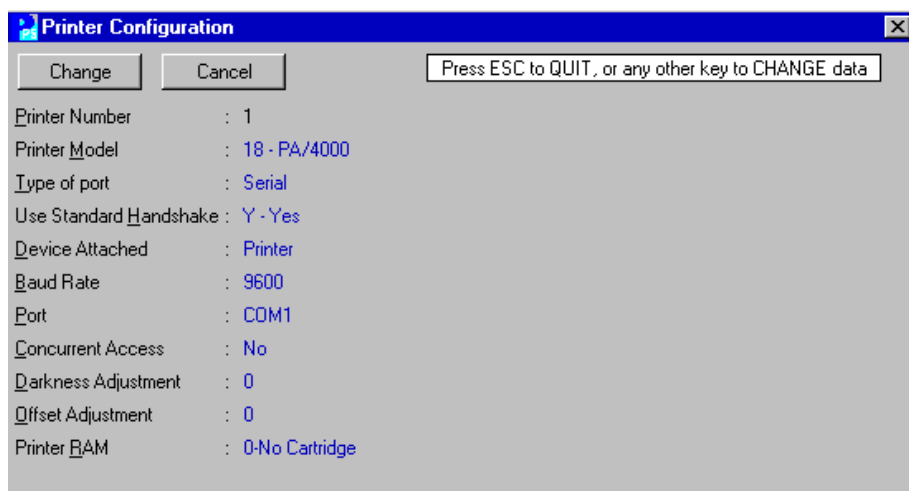 Printer Configuration
Change Cancel Press ESC to QUIT, or any other key to CHANGE data
Printer Number : 1
Printer Model : 18 - PA/4000
Type of port : Serial
Use Standard Handshake : Y - Yes
Device Attached : Printer
Baud Rate : 9600
Port : COM1
Concurrent Access : No
Darkness Adjustment : 0
Offset Adjustment : 0
Printer RAM : 0-No Cartridge